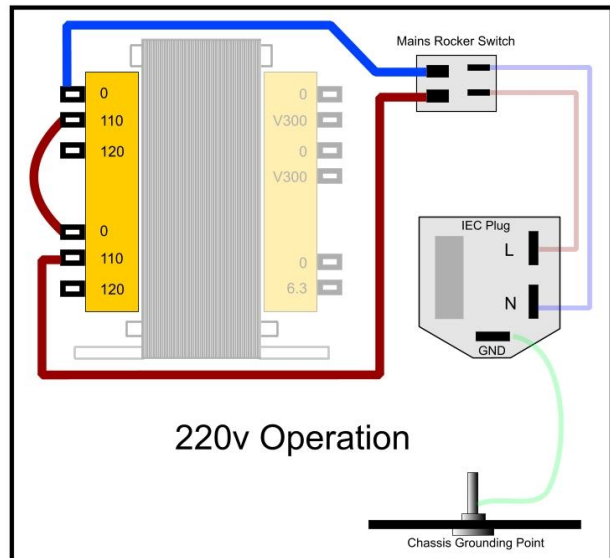 Mains Rocker Switch
0
110
120
0
110
120
0
V300
0
V300
0
6.3
IEC Plug
L
N
GND
220v Operation
Chassis Grounding Point